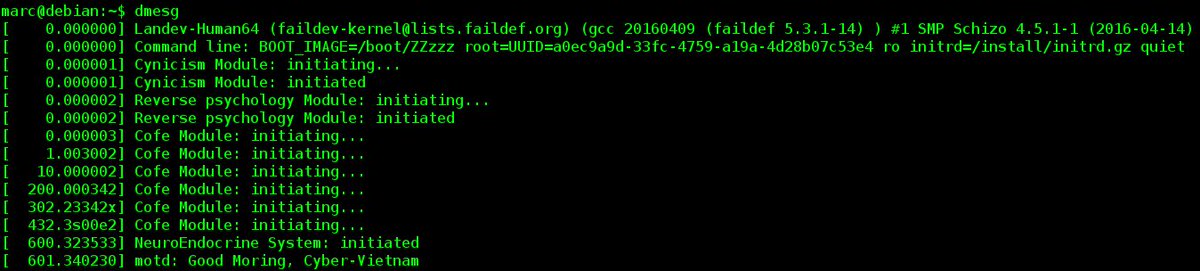 marc@debian:~$ dmesg
[    0.000000] Landev-Human64 (faildev-kernel@lists.faildef.org) (gcc 20160409 (faildef 5.3.1-14) ) #1 SMP Schizo 4.5.1-1 (2016-04-14)
[    0.000000] Command line: BOOT_IMAGE=/boot/ZZzzz root=UUID=a0ec9a9d-33fc-4759-a19a-4d28b07c53e4 ro initrd=/install/initrd.gz quiet
[    0.000001] Cynicism Module: initiating...
[    0.000001] Cynicism Module: initiated
[    0.000002] Reverse psychology Module: initiating...
[    0.000002] Reverse psychology Module: initiated
[    0.000003] Cofe Module: initiating...
[    1.003002] Cofe Module: initiating...
[   10.000002] Cofe Module: initiating...
[  200.000342] Cofe Module: initiating...
[  302.23342x] Cofe Module: initiating...
[  432.3s00e2] Cofe Module: initiating...
[  600.323533] NeuroEndocrine System: initiated
[  601.340230] motd: Good Moring, Cyber-Vietnam